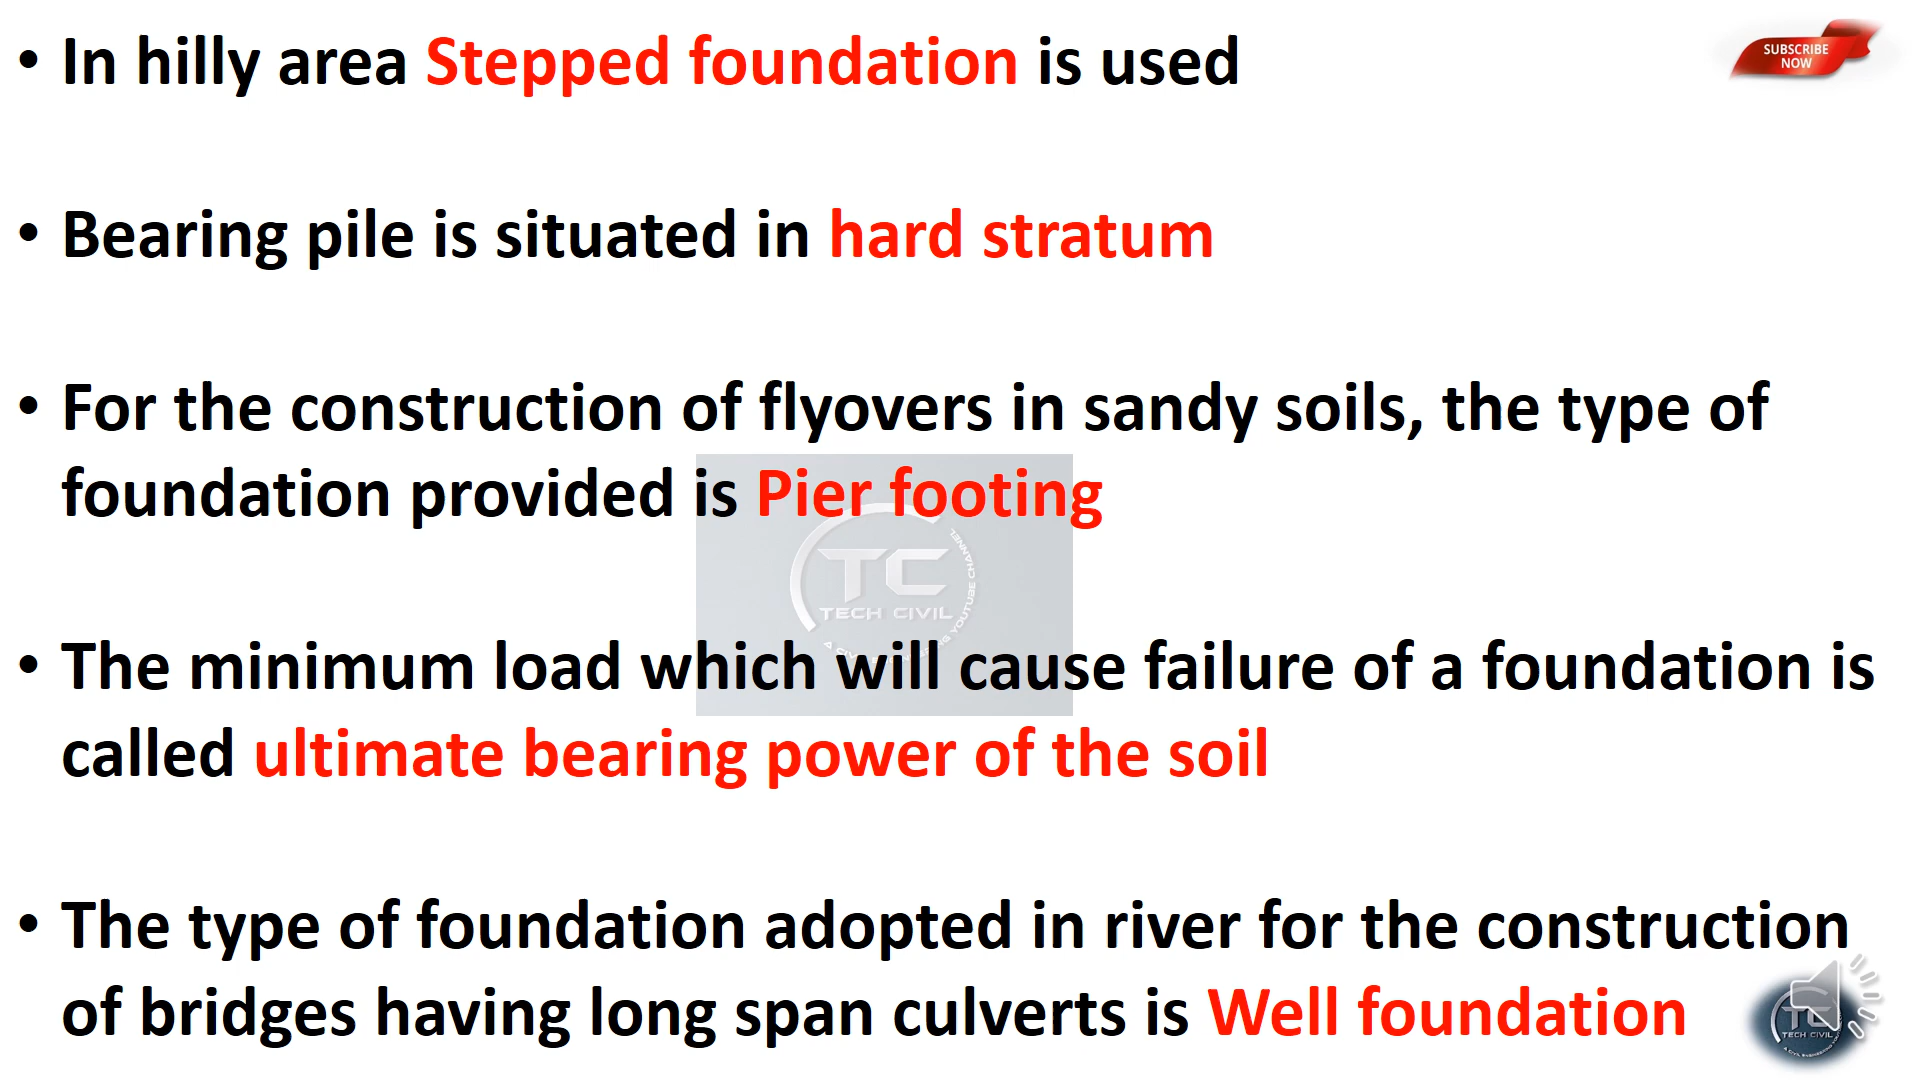 • In hilly area Stepped foundation is used
SUBSCRIBE
NOW
• Bearing pile is situated in hard stratum
• For the construction of flyovers in sandy soils, the type of
foundation provided is Pier footing
TC
TECH CIVIL
• The minimum load which will cause failure of a foundation is
called ultimate bearing power of the soil
• The type of foundation adopted in river for the construction
of bridges having long span culverts is Well foundation
TECH CIVIL